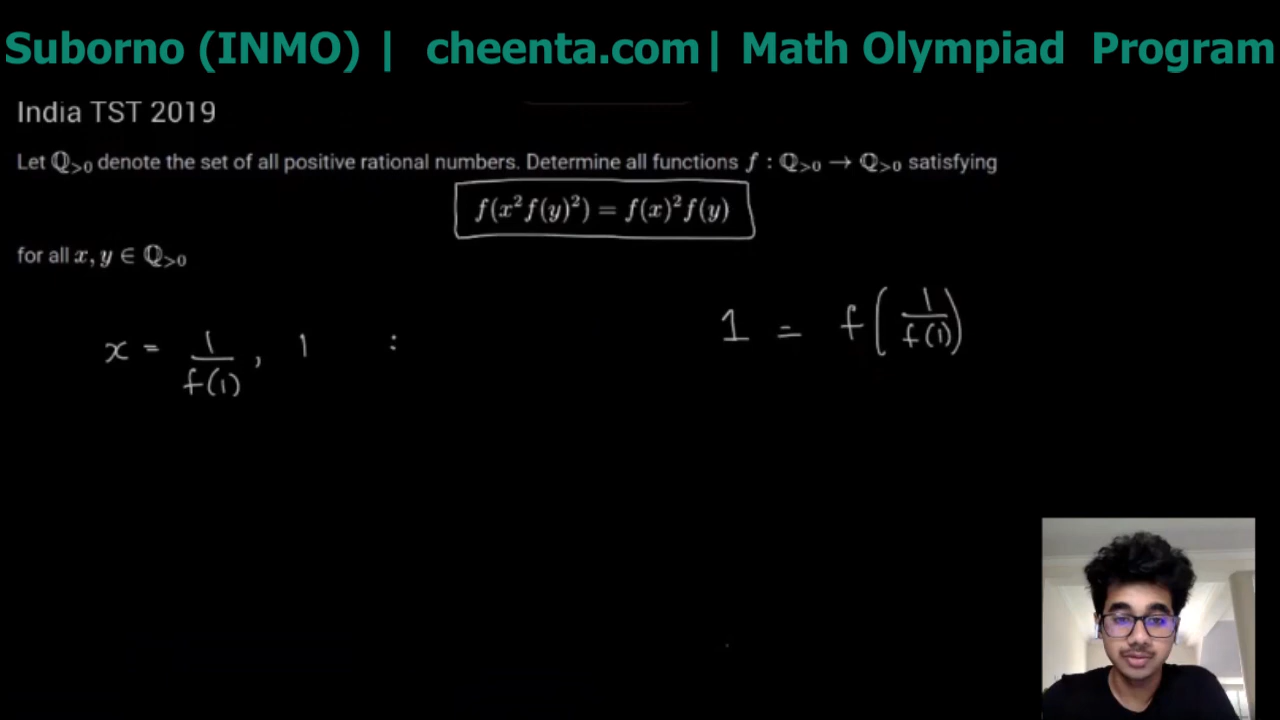 Suborno (INMO) | cheenta.com | Math Olympiad Program
India TST 2019
Let ℚ>0 denote the set of all positive rational numbers. Determine all functions f : ℚ>0 → ℚ>0 satisfying
f(x²f(y)²) = f(x)²f(y)
for all x, y ∈ ℚ>0
x = 1/f(1), 1 : 1 = f(1/f(1))